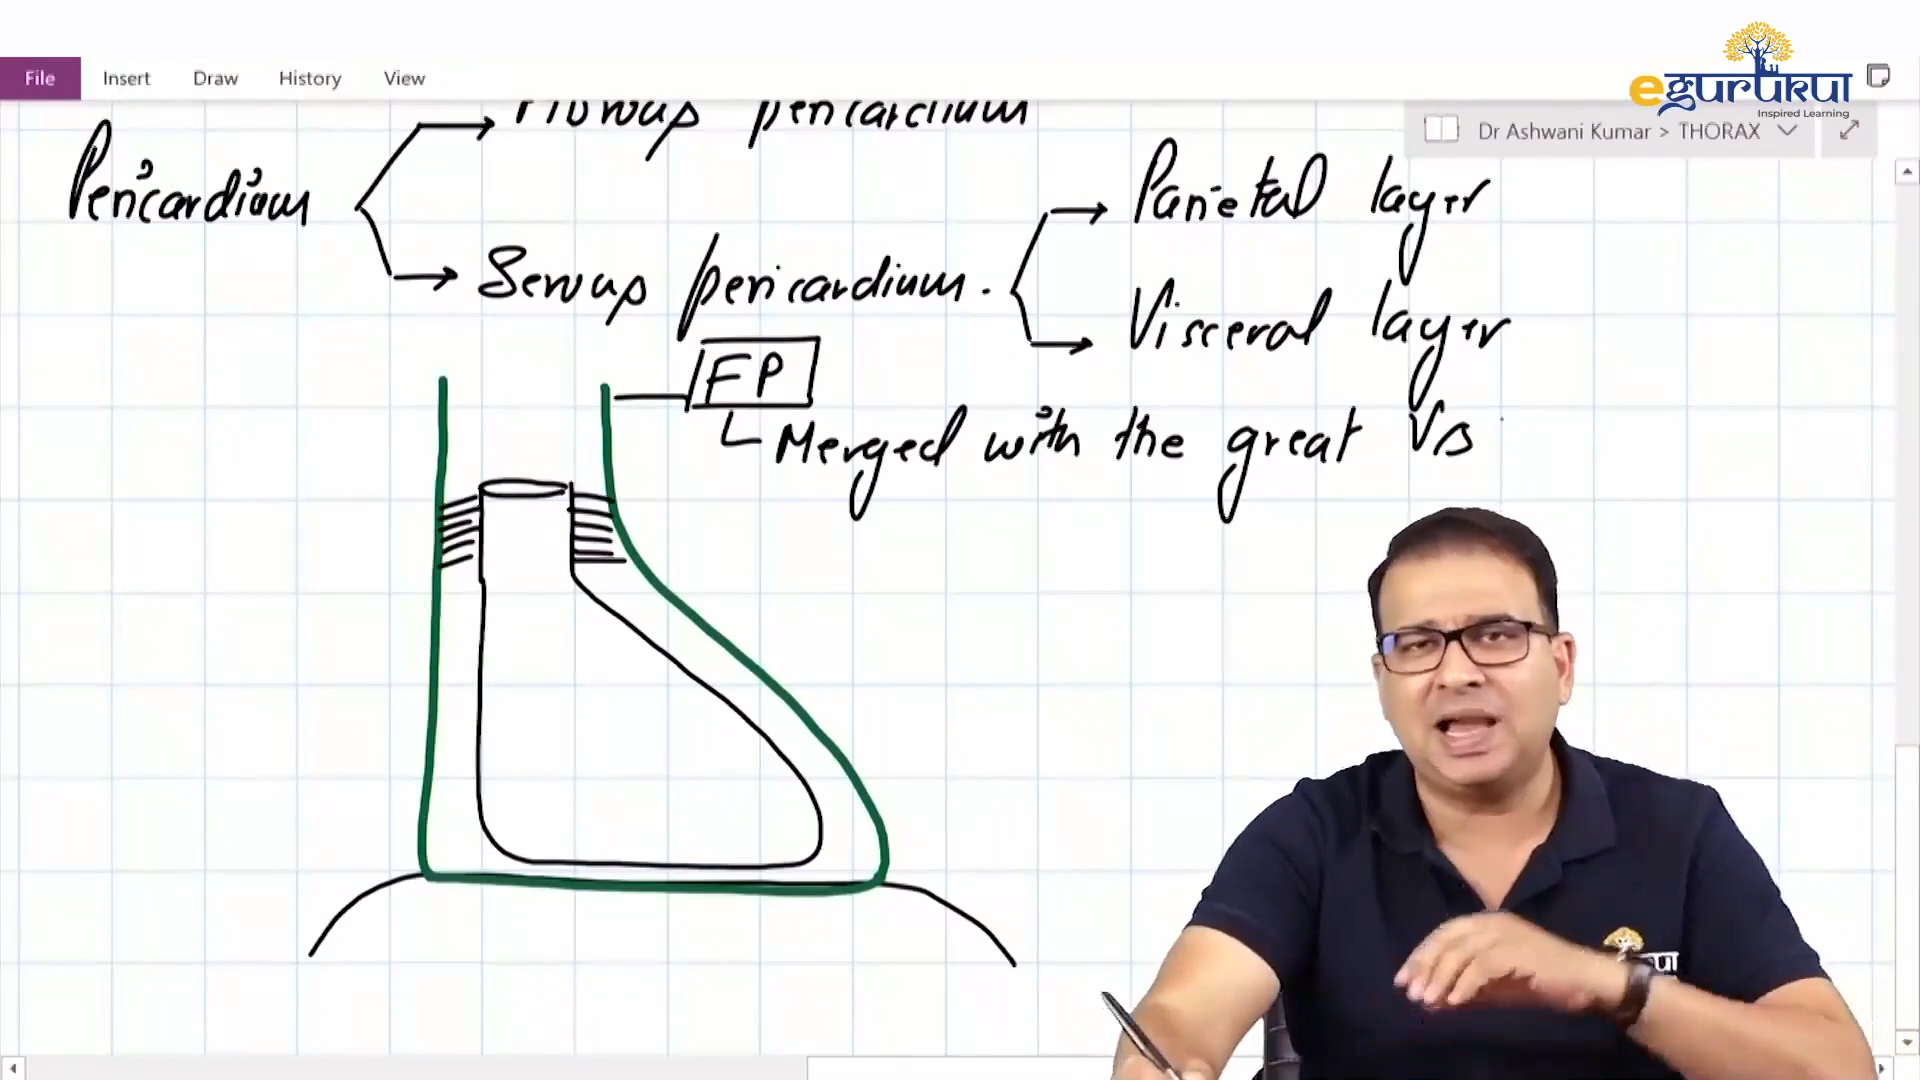 egurukul
Inspired Learning
File Insert Draw History View
Dr Ashwani Kumar > THORAX
pericardium
Pericardium
Parietal layer
Serous pericardium.
Visceral layer
FP
Merged with the great Vs